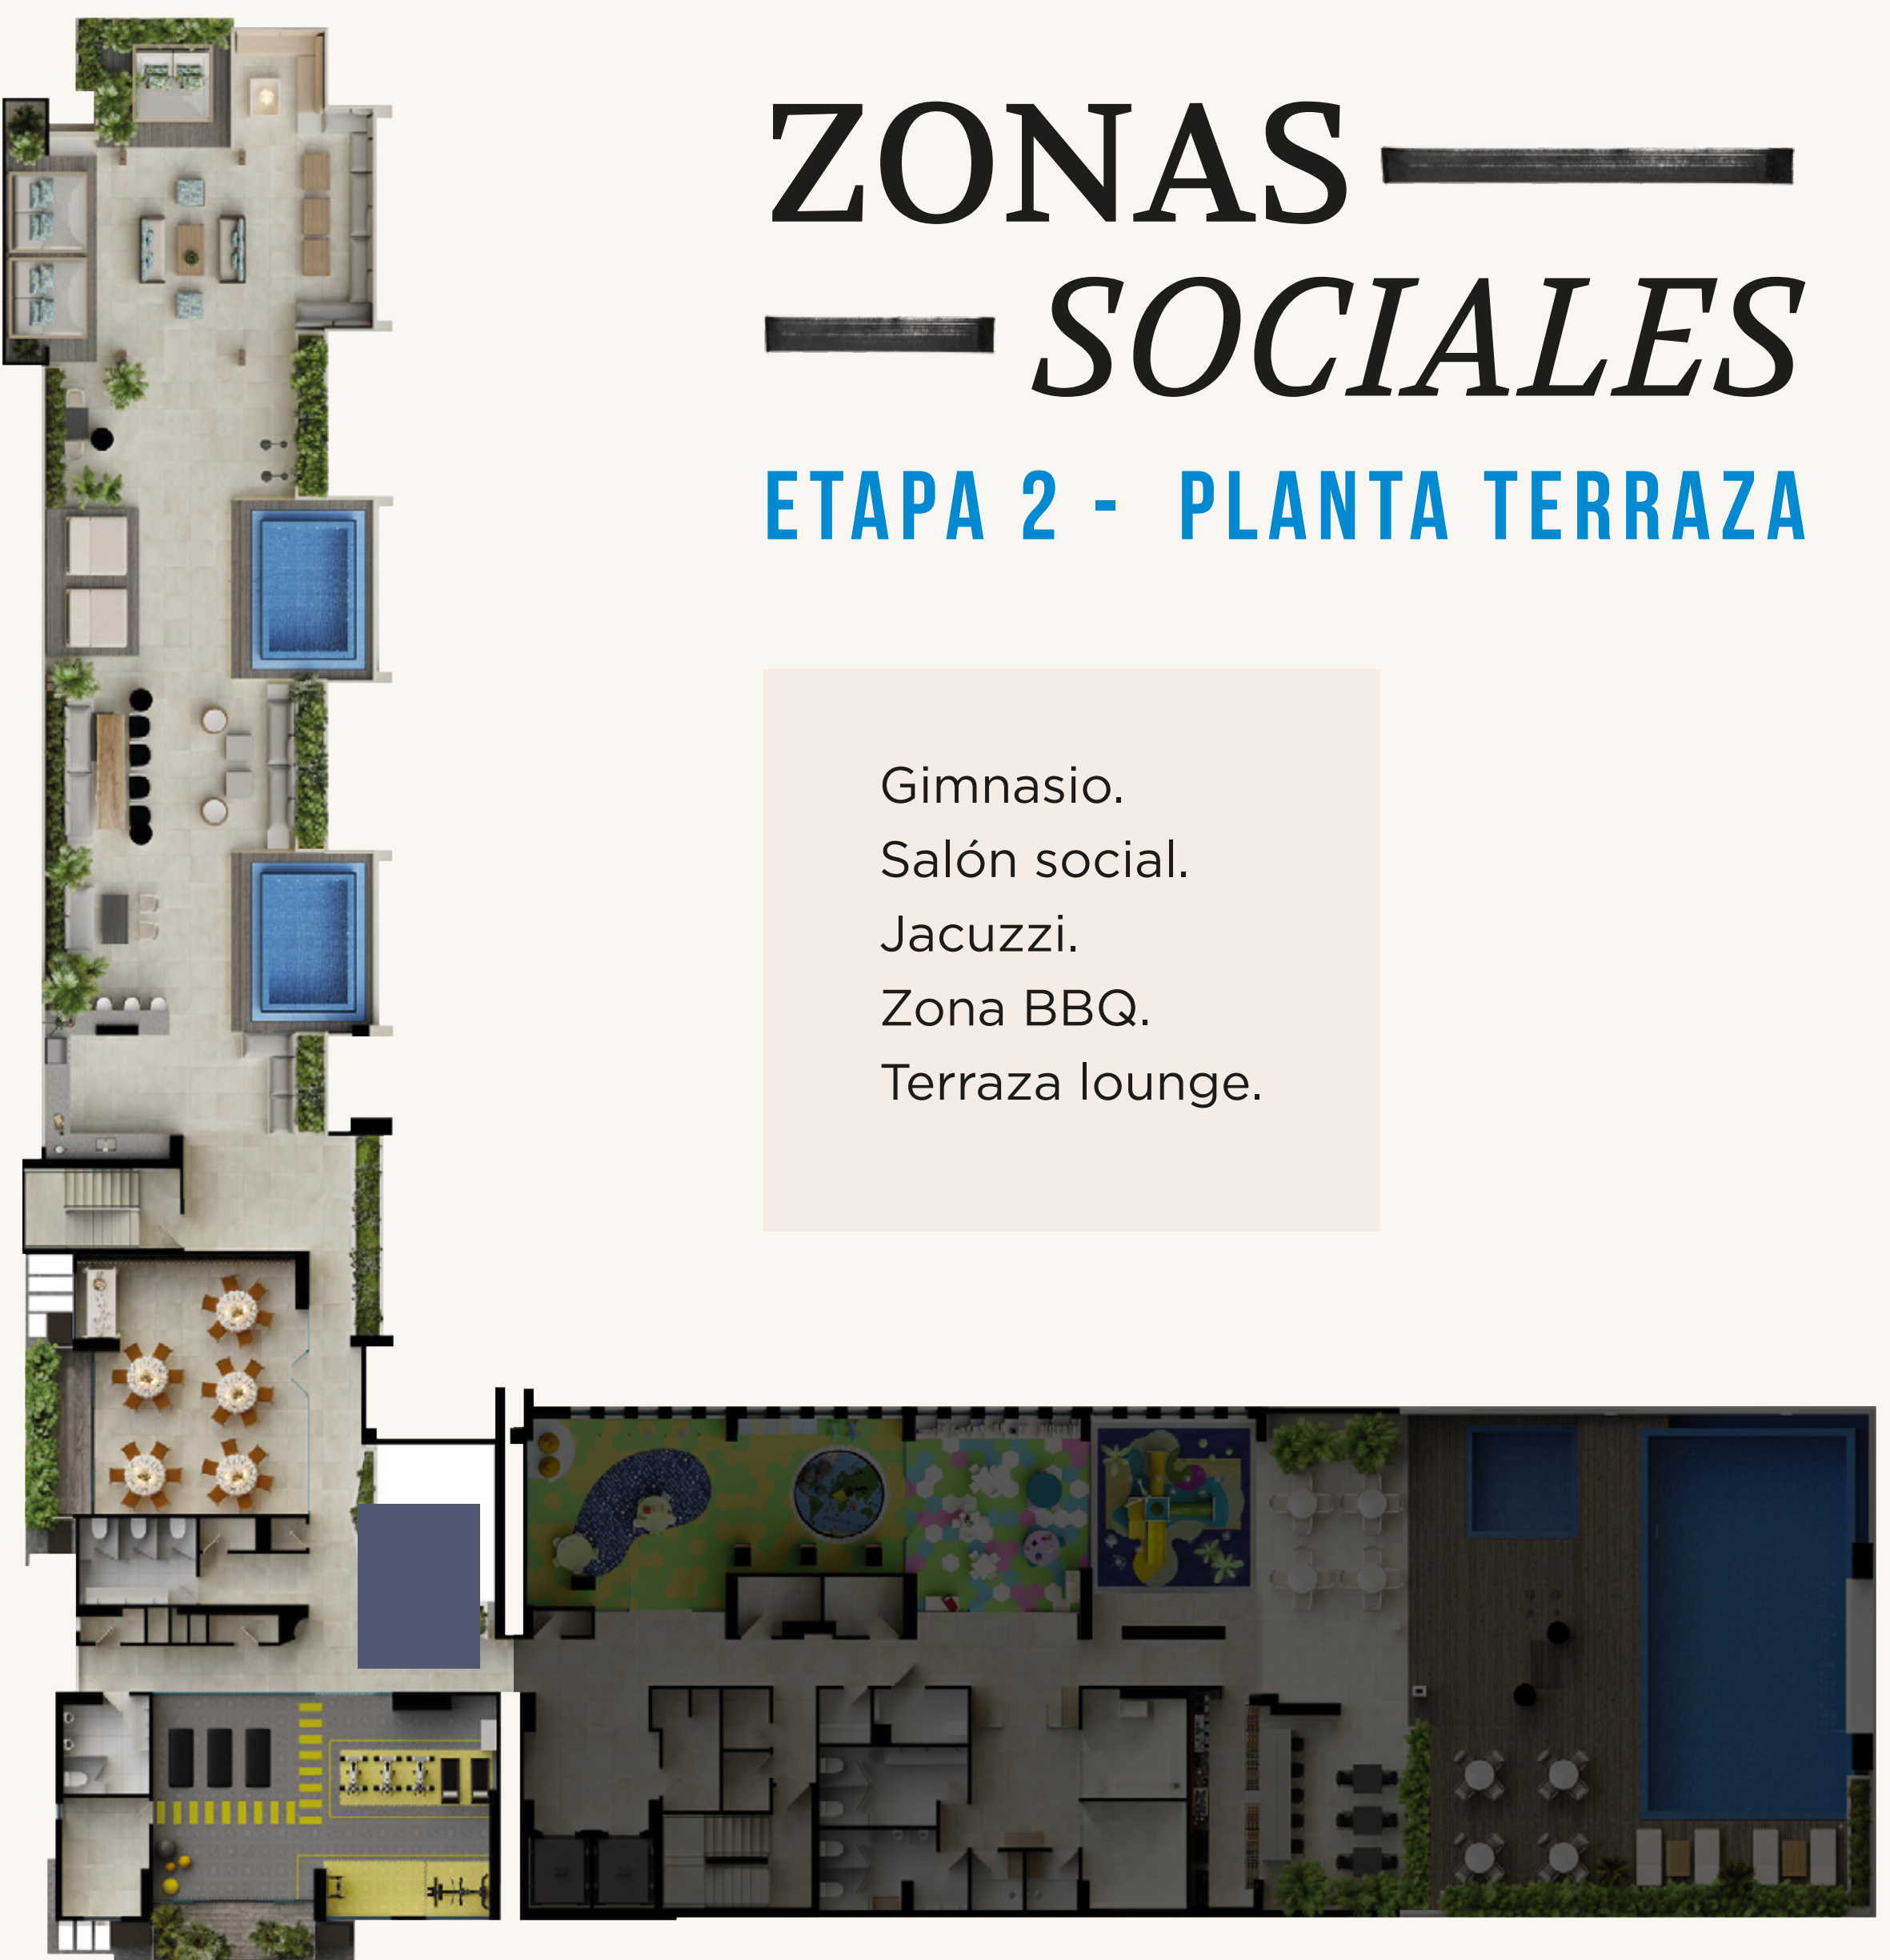 ZONAS
SOCIALES
ETAPA 2 - PLANTA TERRAZA
Gimnasio.
Salón social.
Jacuzzi.
Zona BBQ.
Terraza lounge.